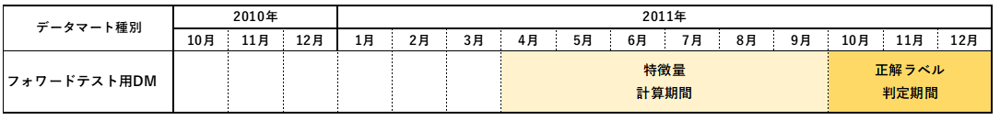 データマート種別
2010年
2011年
10月 11月 12月 1月 2月 3月 4月 5月 6月 7月 8月 9月 10月 11月 12月
フォワードテスト用DM
特徴量
計算期間
正解ラベル
判定期間